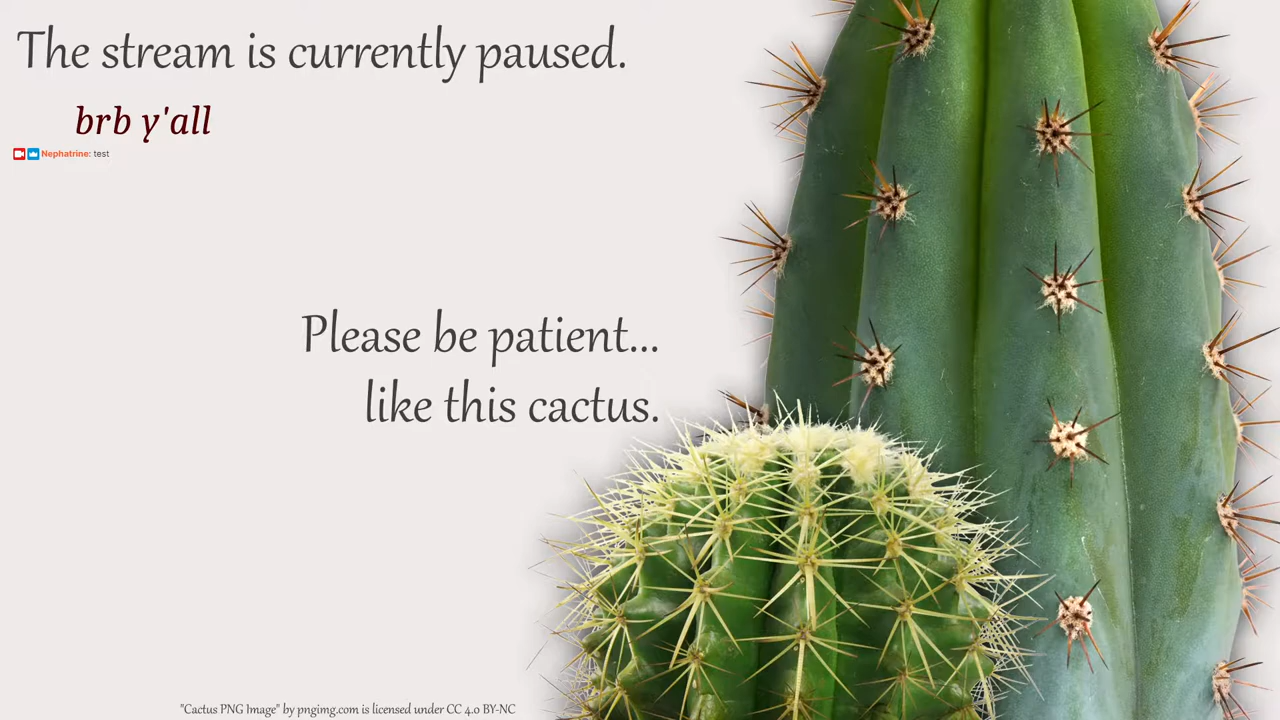 The stream is currently paused.
brb y'all
Nephatrine: test
Please be patient...
like this cactus.
"Cactus PNG Image" by pngimg.com is licensed under CC 4.0 BY-NC